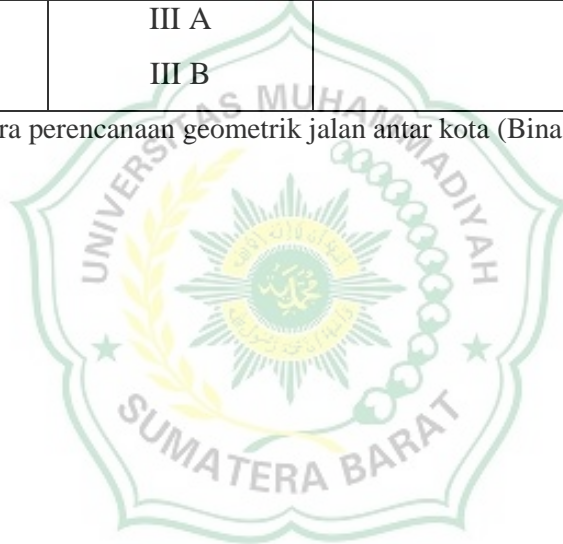 III A
III B
ra perencanaan geometrik jalan antar kota (Bina
UNIVERSITAS MUHAMMADIYAH
SUMATERA BARAT